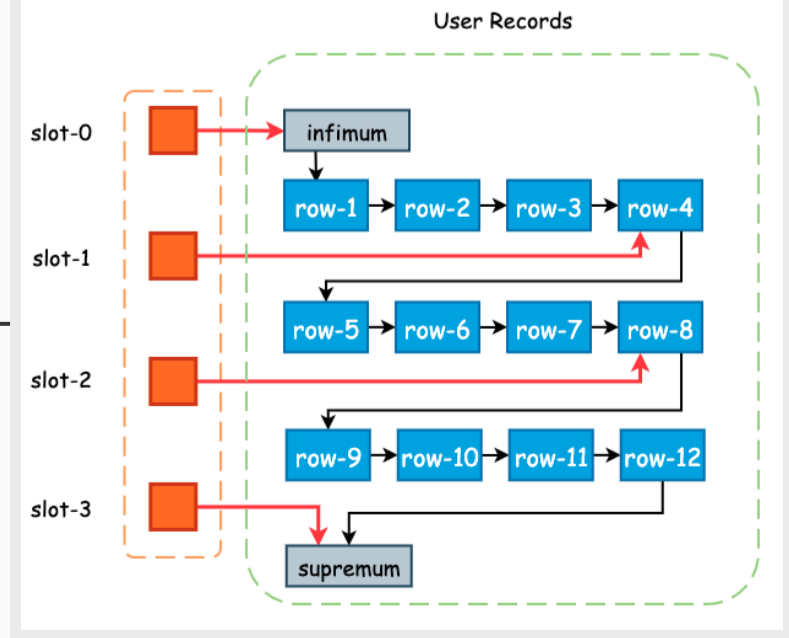 User Records
slot-0
infimum
row-1 row-2 row-3 row-4
slot-1
row-5 row-6 row-7 row-8
slot-2
row-9 row-10 row-11 row-12
slot-3
supremum